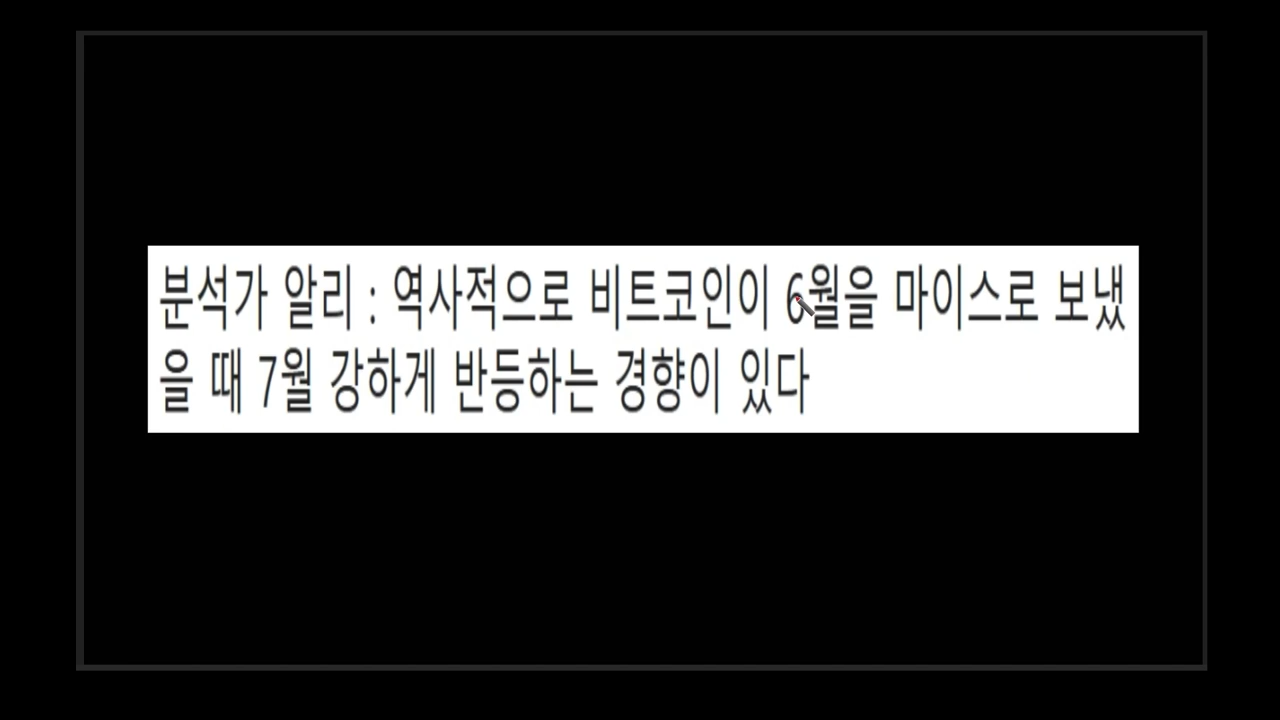 분석가 알리 : 역사적으로 비트코인이 6월을 마이스로 보냈
을 때 7월 강하게 반등하는 경향이 있다